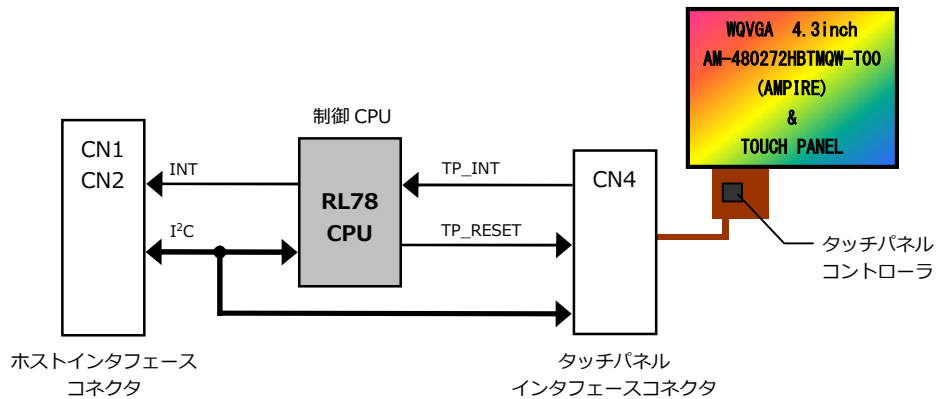 WQVGA 4.3inch
AM-480272HBTMQW-T00
(AMPIRE)
&
TOUCH PANEL
制御 CPU
CN1
CN2
INT
I²C
RL78
CPU
TP_INT
TP_RESET
CN4
タッチパネル
コントローラ
ホストインタフェース
コネクタ
タッチパネル
インタフェースコネクタ